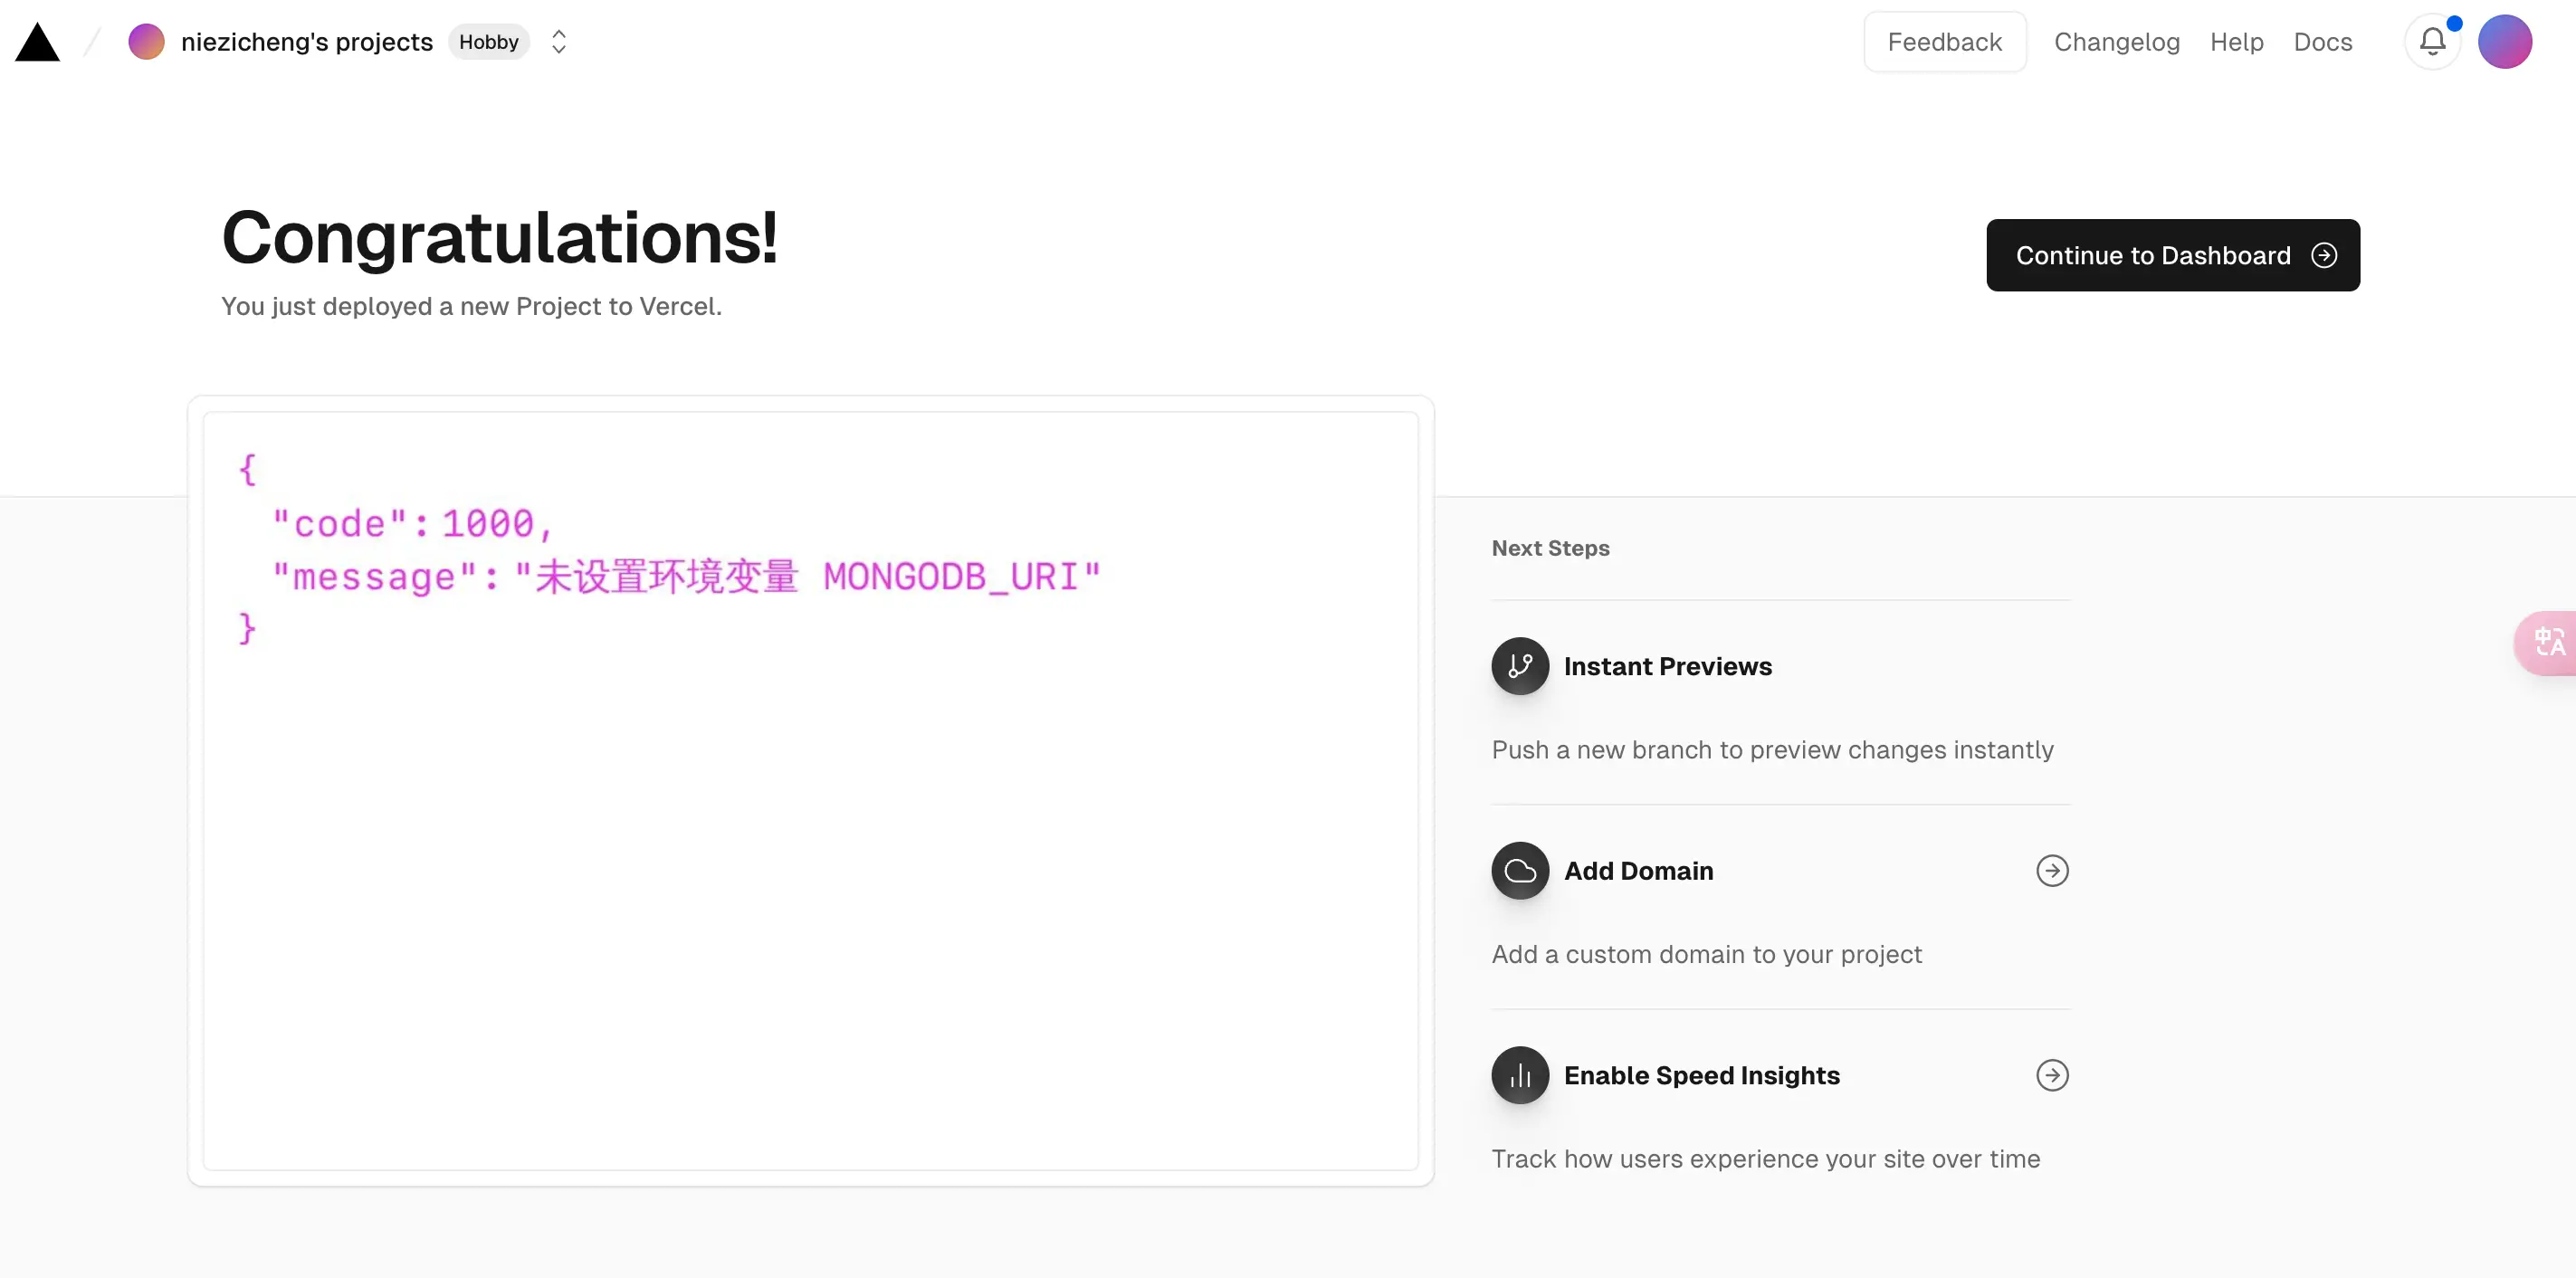 niezicheng's projects Hobby
Feedback Changelog Help Docs
Congratulations!
You just deployed a new Project to Vercel.
Continue to Dashboard
{
"code": 1000,
"message": "未设置环境变量 MONGODB_URI"
}
Next Steps
Instant Previews
Push a new branch to preview changes instantly
Add Domain
Add a custom domain to your project
Enable Speed Insights
Track how users experience your site over time
中A